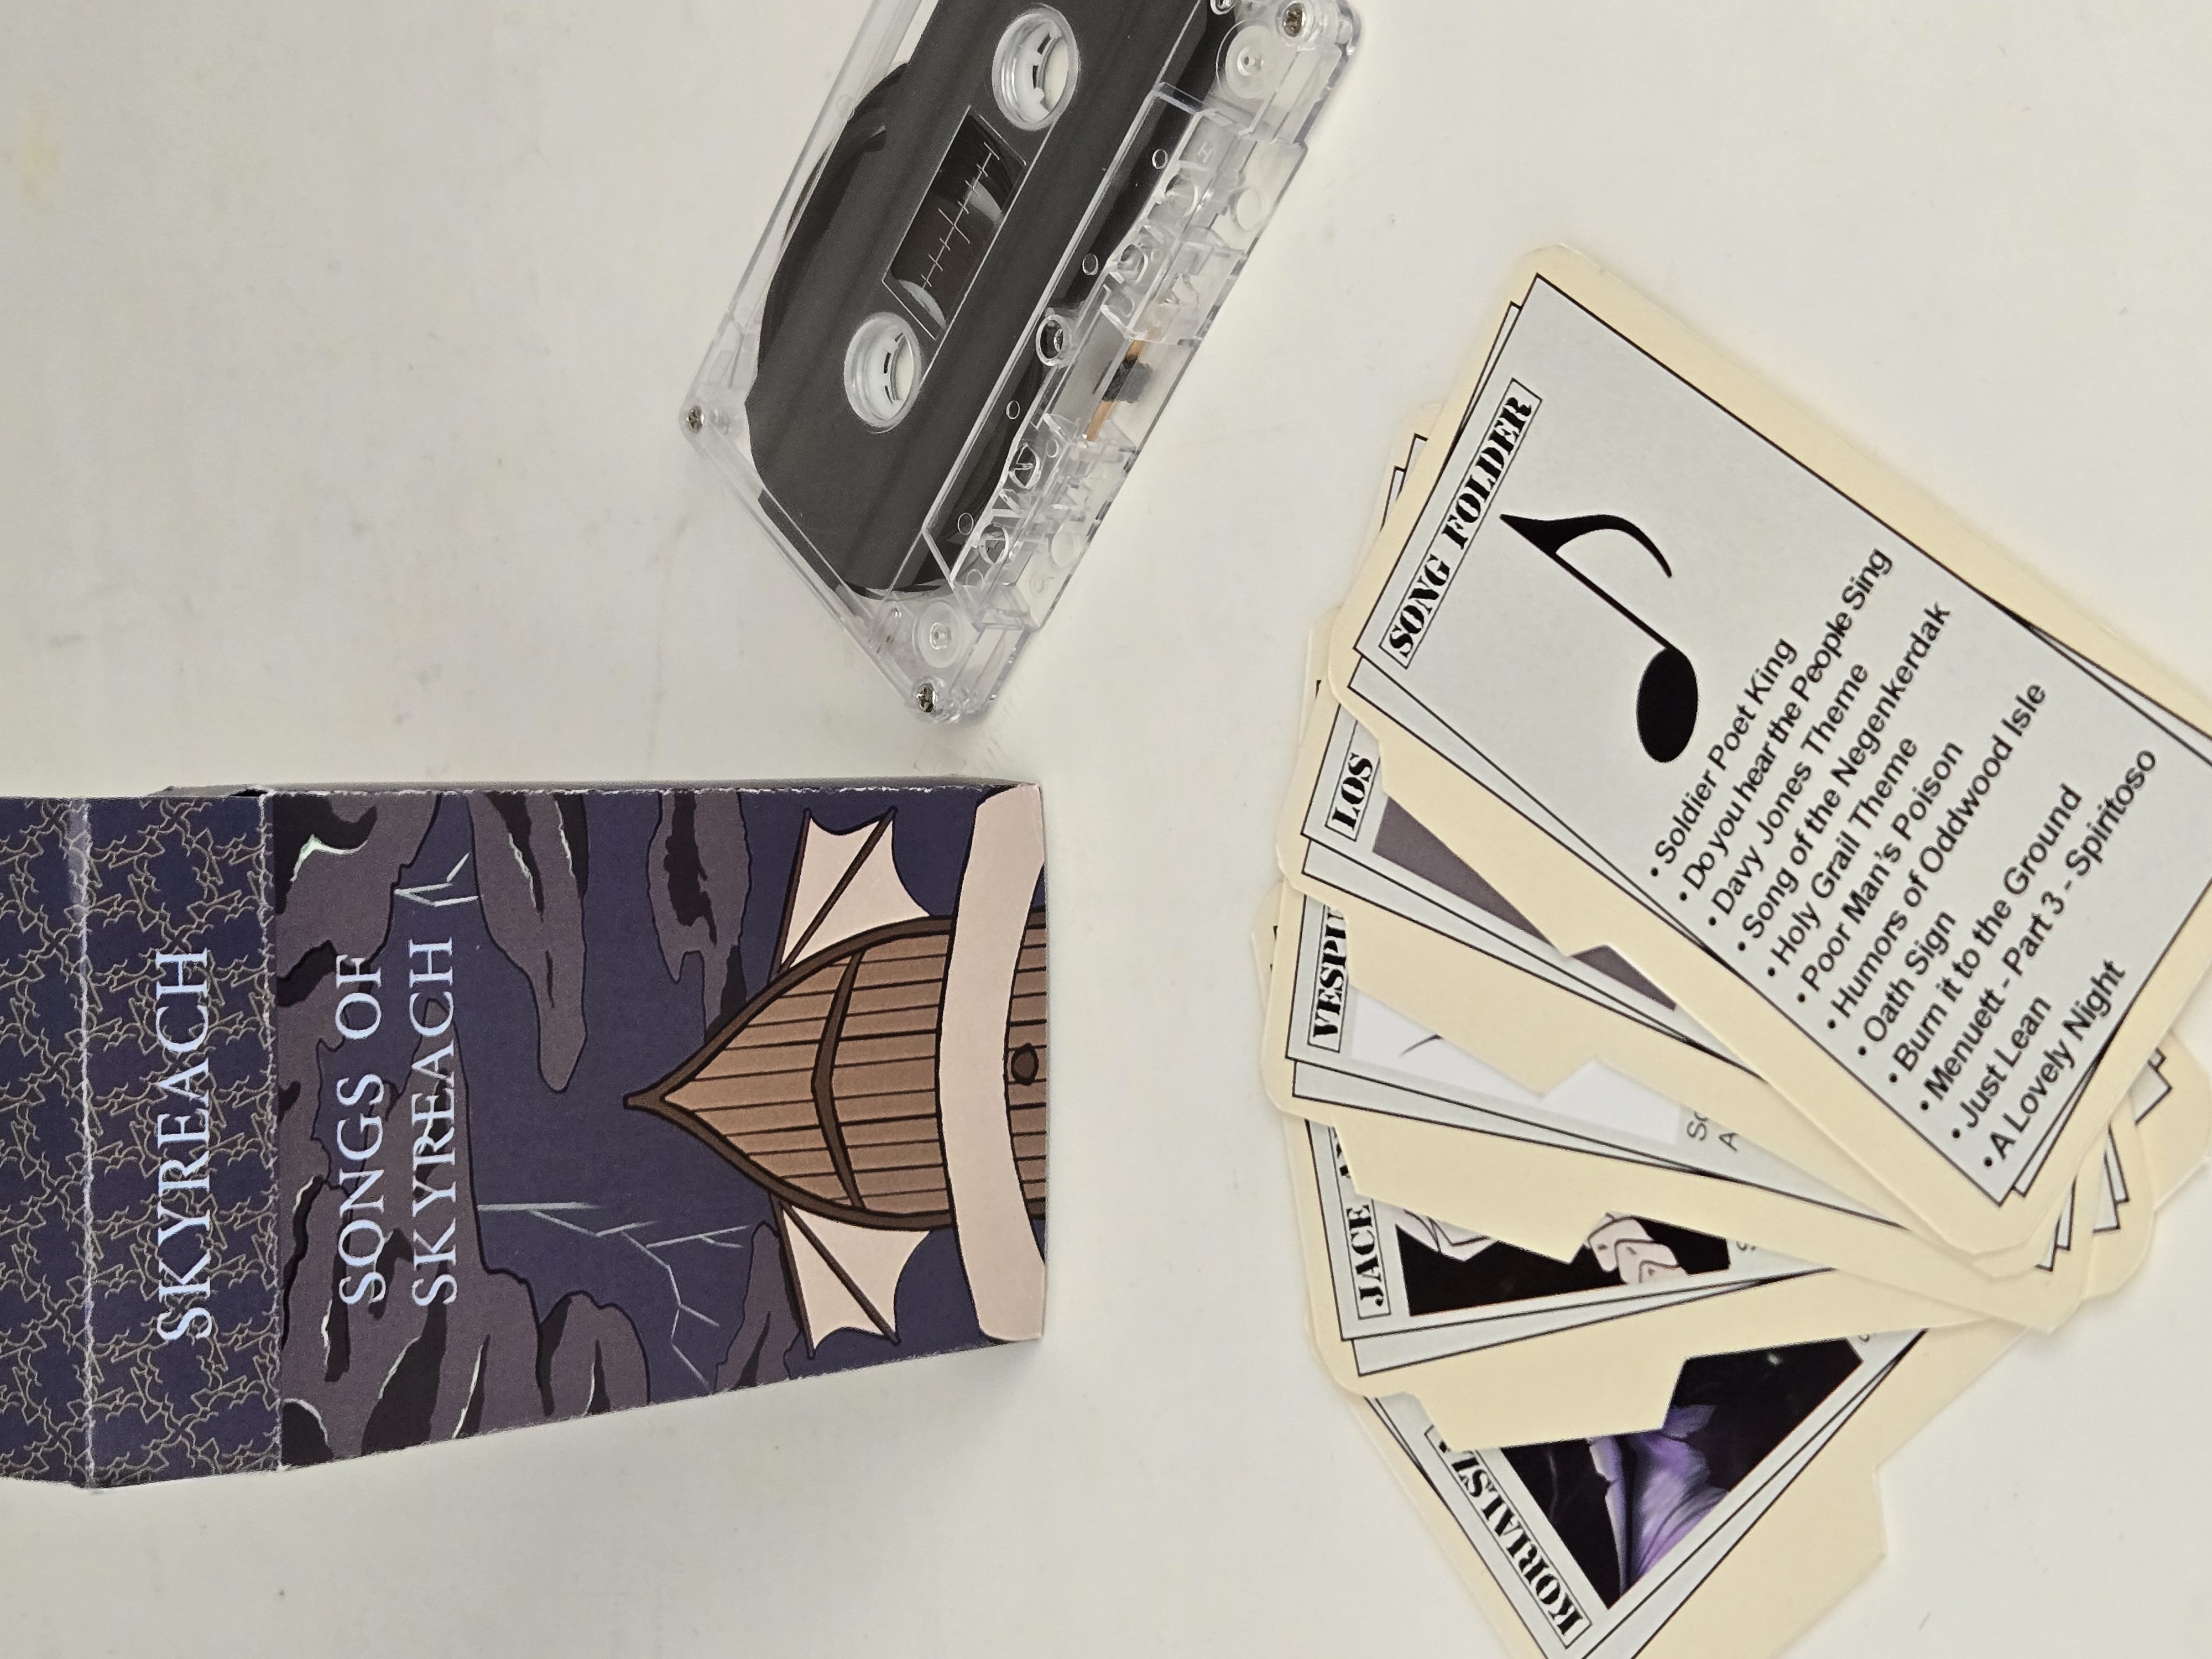 SKYREACH
SONGS OF
SKYREACH
KORIALSZA
JACE
VESPU
LOS
SONG FOLDER
• Soldier Poet King
• Do you hear the People Sing
• Davy Jones Theme
• Song of the Negenkerdak
• Holy Grail Theme
• Poor Man's Poison
• Humors of Oddwood Isle
• Oath Sign
• Burn it to the Ground
• Menuett - Part 3 - Spiritoso
• Just Lean
• A Lovely Night